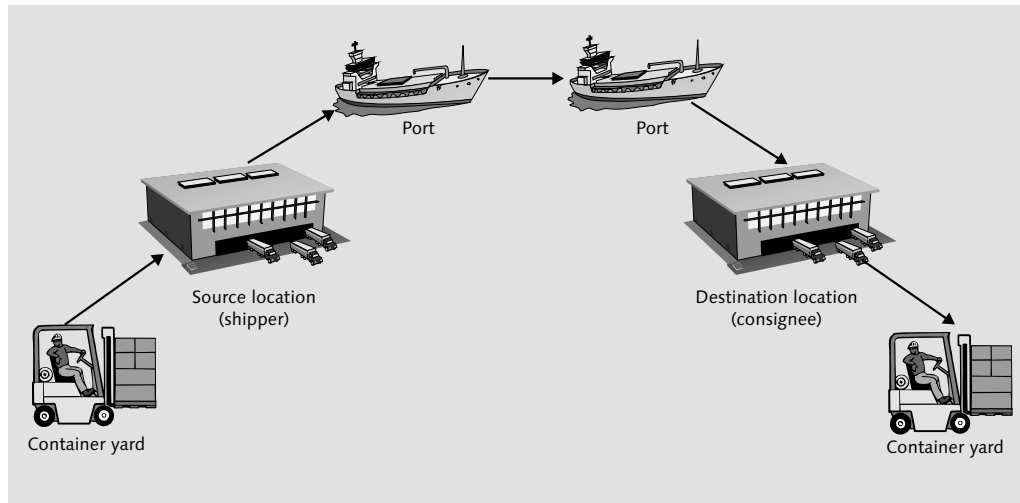 Port
Port
Source location
(shipper)
Destination location
(consignee)
Container yard
Container yard